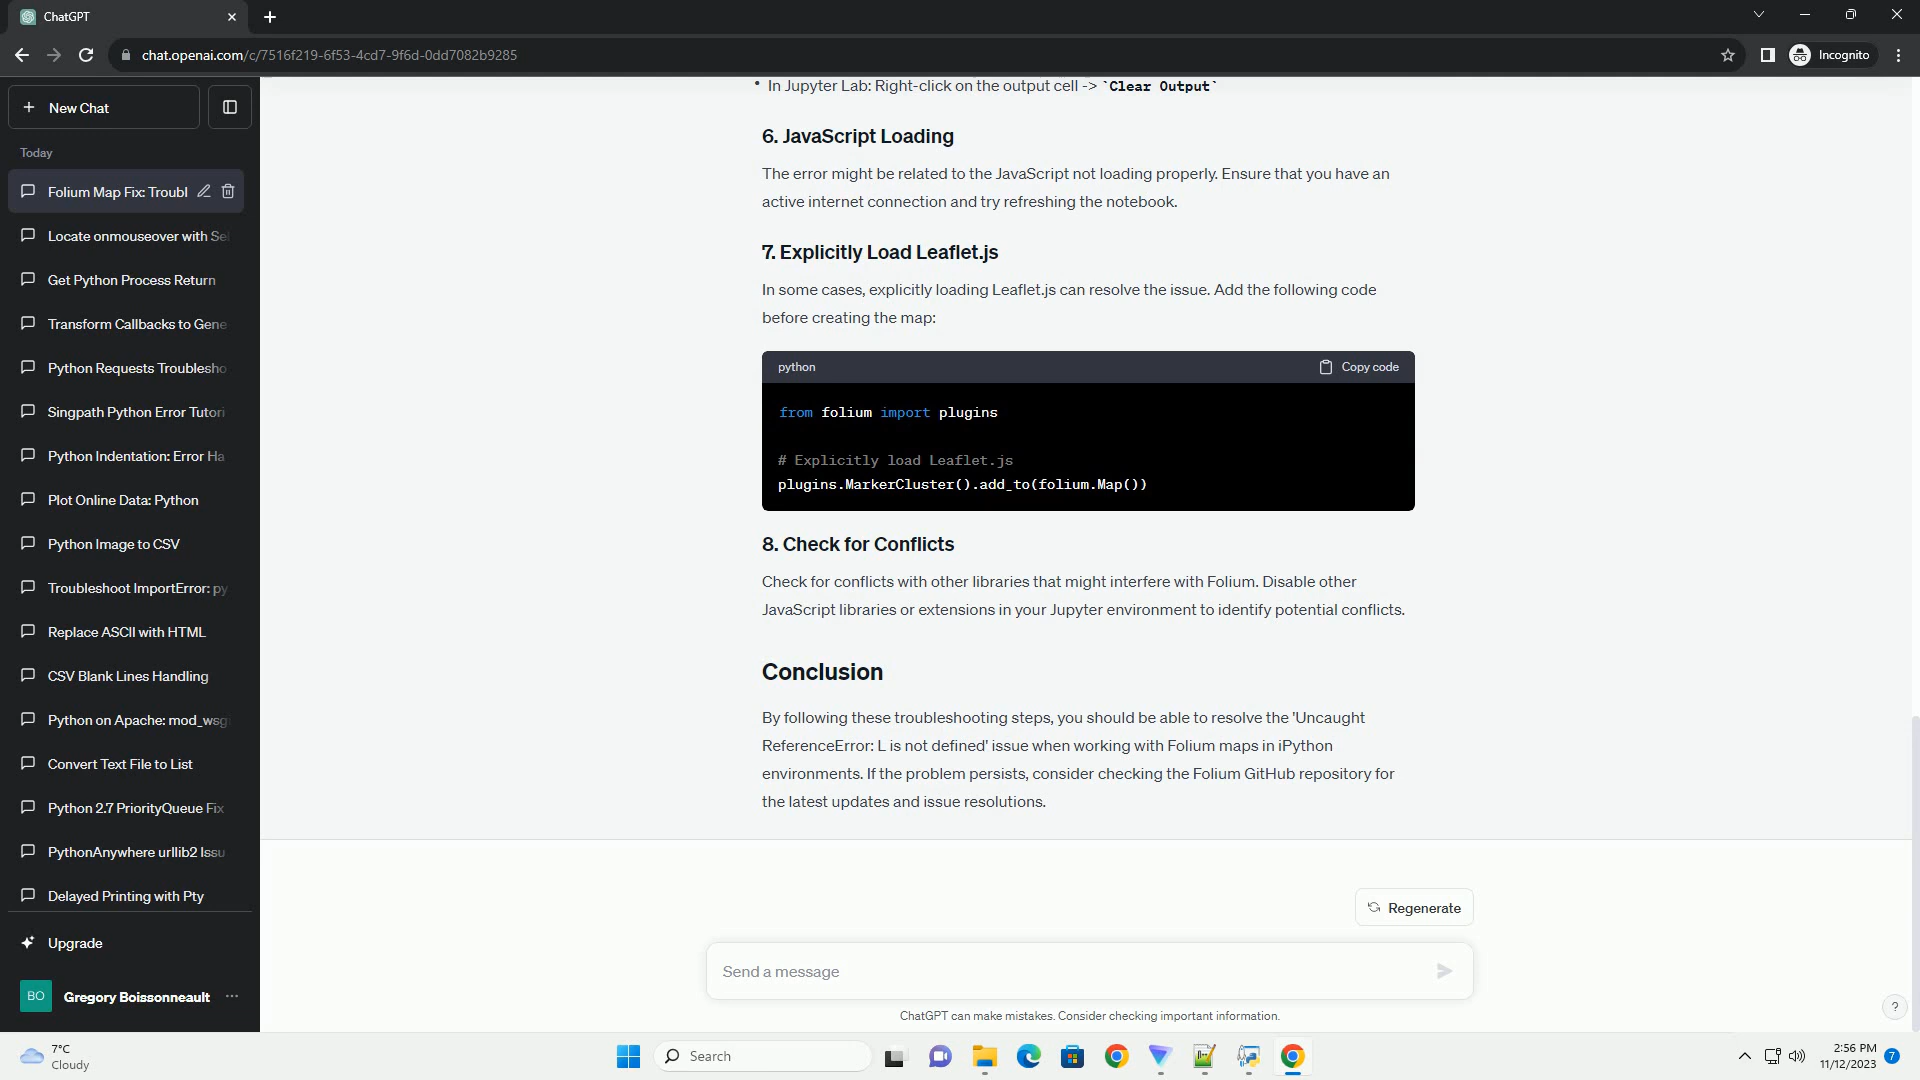 ChatGPT
chat.openai.com/c/7516f219-6f53-4cd7-9f6d-0dd7082b9285
Incognito
New Chat
Today
Folium Map Fix: Troubl
Locate onmouseover with Sel
Get Python Process Return
Transform Callbacks to Gene
Python Requests Troublesho
Singpath Python Error Tutori
Python Indentation: Error Ha
Plot Online Data: Python
Python Image to CSV
Troubleshoot ImportError: py
Replace ASCII with HTML
CSV Blank Lines Handling
Python on Apache: mod_wsg
Convert Text File to List
Python 2.7 PriorityQueue Fix
PythonAnywhere urllib2 Issu
Delayed Printing with Pty
Upgrade
BO Gregory Boissonneault
• In Jupyter Lab: Right-click on the output cell -> `Clear Output`
6. JavaScript Loading
The error might be related to the JavaScript not loading properly. Ensure that you have an
active internet connection and try refreshing the notebook.
7. Explicitly Load Leaflet.js
In some cases, explicitly loading Leaflet.js can resolve the issue. Add the following code
before creating the map:
python Copy code
from folium import plugins
# Explicitly load Leaflet.js
plugins.MarkerCluster().add_to(folium.Map())
8. Check for Conflicts
Check for conflicts with other libraries that might interfere with Folium. Disable other
JavaScript libraries or extensions in your Jupyter environment to identify potential conflicts.
Conclusion
By following these troubleshooting steps, you should be able to resolve the 'Uncaught
ReferenceError: L is not defined' issue when working with Folium maps in iPython
environments. If the problem persists, consider checking the Folium GitHub repository for
the latest updates and issue resolutions.
Regenerate
Send a message
ChatGPT can make mistakes. Consider checking important information.
?
7°C
Cloudy
Search
2:56 PM
11/12/2023
7